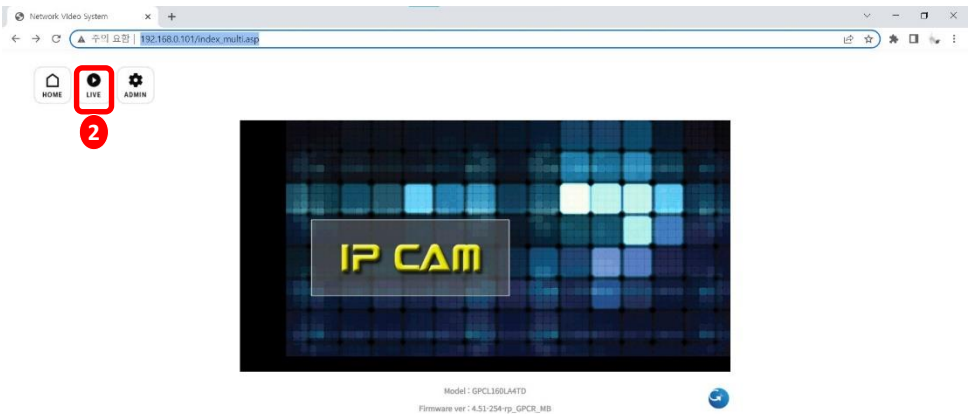 Network Video System
주의 요함 | 192.168.0.101/index_multi.asp
HOME LIVE ADMIN
2
IP CAM
Model : GPCL160LA4TD
Firmware ver : 4.51-254-rp_GPCR_MB